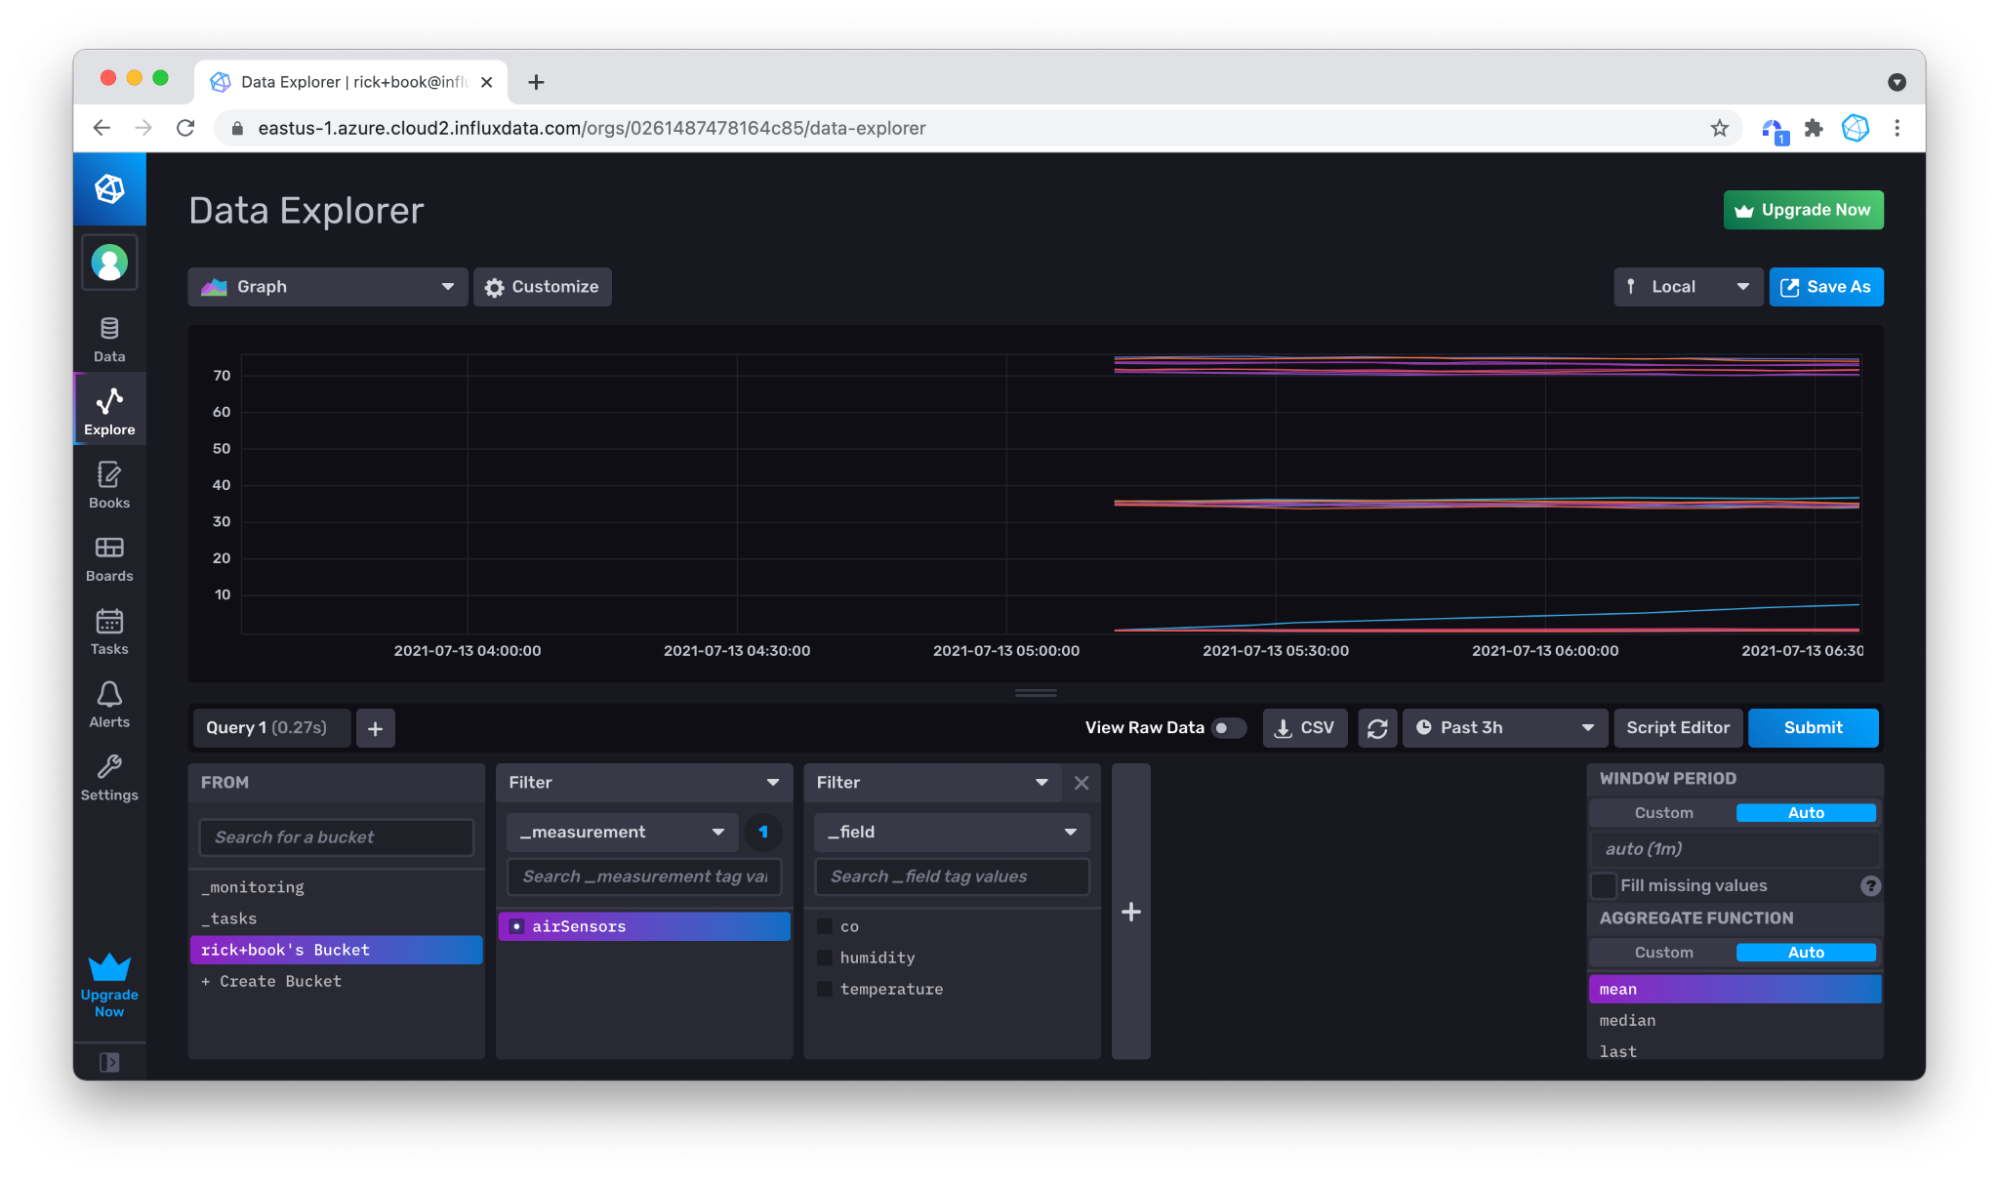 Data Explorer | rick+book@influ
eastus-1.azure.cloud2.influxdata.com/orgs/0261487478164c85/data-explorer
1
Data Explorer
Upgrade Now
Graph
Customize
Local
Save As
Data
Explore
Books
Boards
Tasks
Alerts
Settings
Upgrade
Now
70
60
50
40
30
20
10
2021-07-13 04:00:00
2021-07-13 04:30:00
2021-07-13 05:00:00
2021-07-13 05:30:00
2021-07-13 06:00:00
2021-07-13 06:30
Query 1 (0.27s)
+
View Raw Data
CSV
Past 3h
Script Editor
Submit
FROM
Search for a bucket
_monitoring
_tasks
rick+book's Bucket
+ Create Bucket
Filter
_measurement
1
Search _measurement tag val
airSensors
Filter
_field
Search _field tag values
co
humidity
temperature
+
WINDOW PERIOD
Custom
Auto
auto (1m)
Fill missing values
?
AGGREGATE FUNCTION
Custom
Auto
mean
median
last